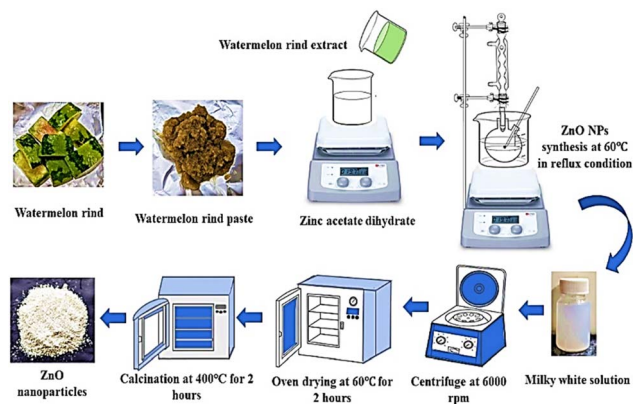 Watermelon rind extract
ZnO NPs
synthesis at 60℃
in reflux condition
Watermelon rind
Watermelon rind paste
Zinc acetate dihydrate
ZnO
nanoparticles
Calcination at 400℃ for 2
hours
Oven drying at 60℃ for
2 hours
Centrifuge at 6000
rpm
Milky white solution